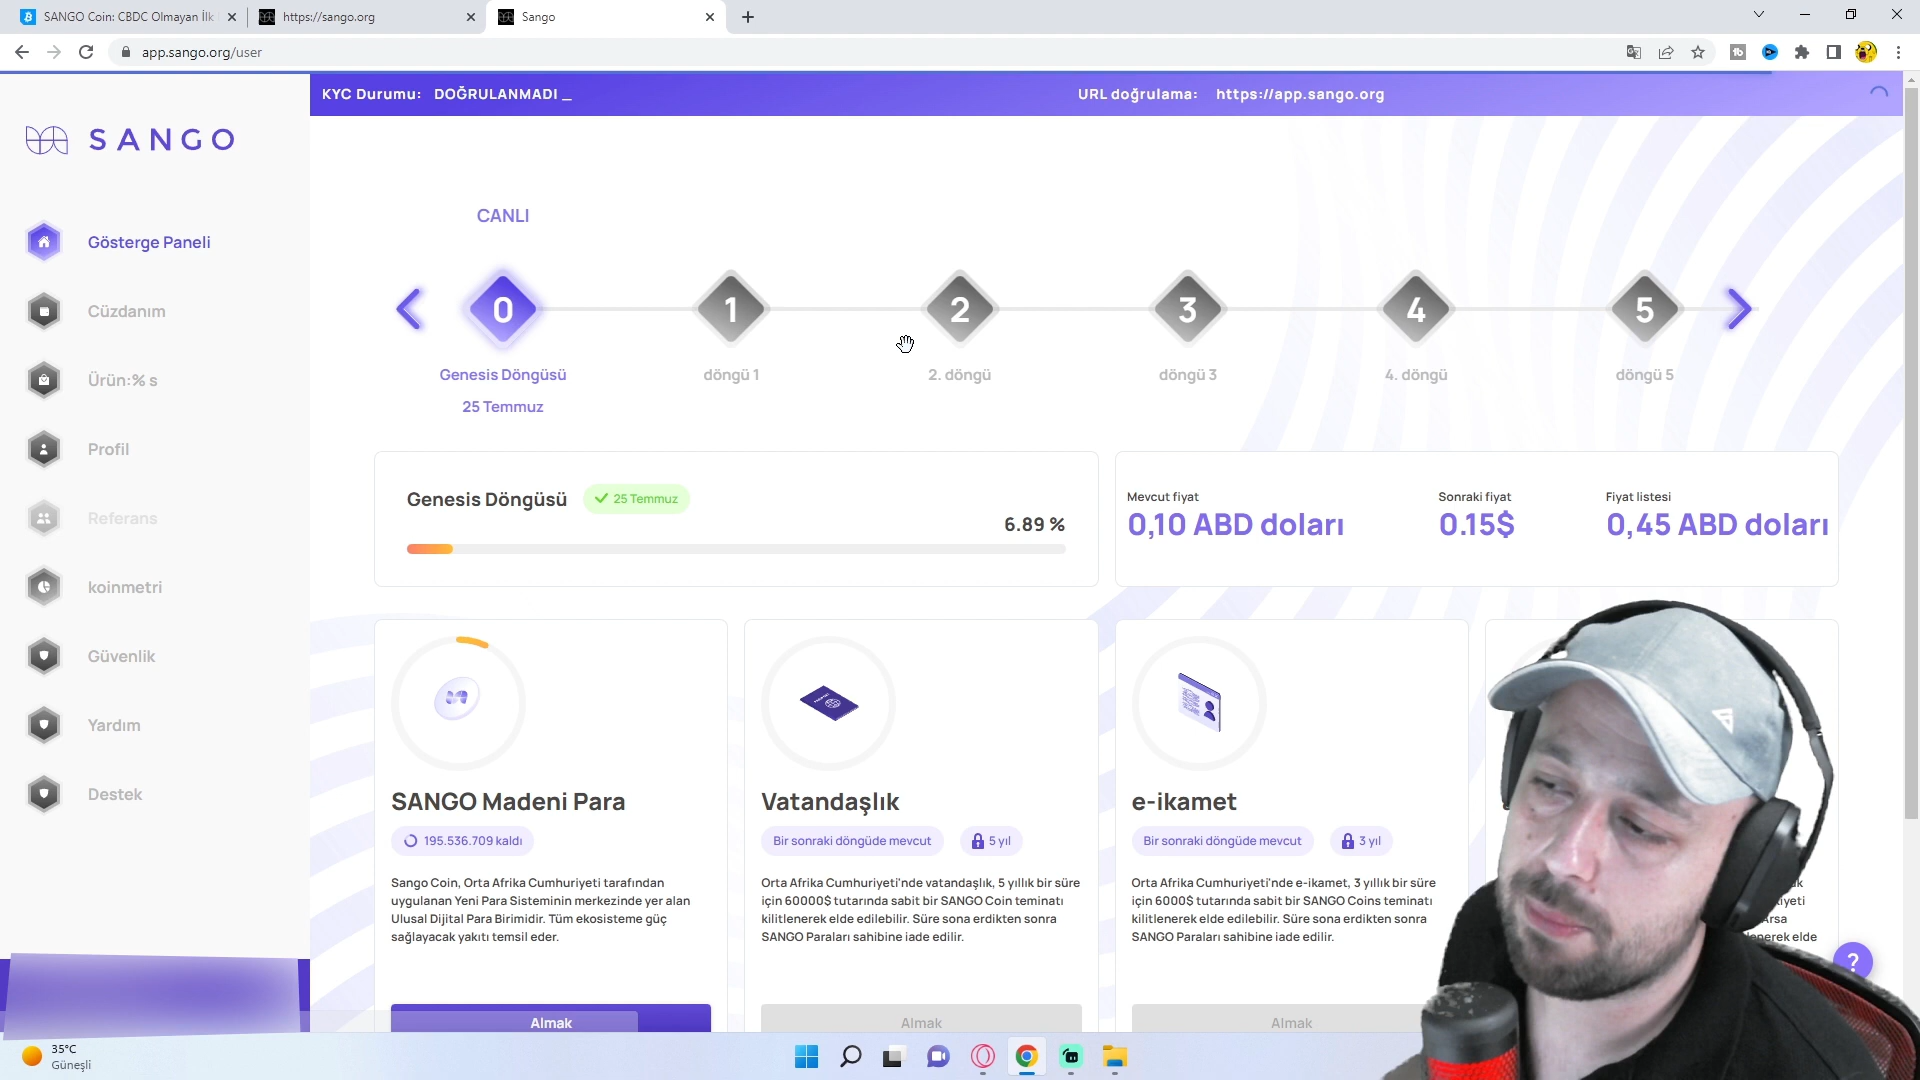 SANGO Coin: CBDC Olmayan İlk
https://sango.org
Sango
app.sango.org/user
KYC Durumu: DOĞRULANMADI _
URL doğrulama: https://app.sango.org
SANGO
Gösterge Paneli
Cüzdanım
Ürün:% s
Profil
Referans
koinmetri
Güvenlik
Yardım
Destek
CANLI
0 1 2 3 4 5
Genesis Döngüsü döngü 1 2. döngü döngü 3 4. döngü döngü 5
25 Temmuz
Genesis Döngüsü 25 Temmuz
6.89 %
Mevcut fiyat Sonraki fiyat Fiyat listesi
0,10 ABD doları 0.15$ 0,45 ABD doları
SANGO Madeni Para
195.536.709 kaldı
Sango Coin, Orta Afrika Cumhuriyeti tarafından
uygulanan Yeni Para Sisteminin merkezinde yer alan
Ulusal Dijital Para Birimidir. Tüm ekosisteme güç
sağlayacak yakıtı temsil eder.
Almak
Vatandaşlık
Bir sonraki döngüde mevcut 5 yıl
Orta Afrika Cumhuriyeti'nde vatandaşlık, 5 yıllık bir süre
için 60000$ tutarında sabit bir SANGO Coin teminatı
kilitlenerek elde edilebilir. Süre sona erdikten sonra
SANGO Paraları sahibine iade edilir.
Almak
e-ikamet
Bir sonraki döngüde mevcut 3 yıl
Orta Afrika Cumhuriyeti'nde e-ikamet, 3 yıllık bir süre
için 6000$ tutarında sabit bir SANGO Coins teminatı
kilitlenerek elde edilebilir. Süre sona erdikten sonra
SANGO Paraları sahibine iade edilir.
Almak
elde
?
35°C
Güneşli